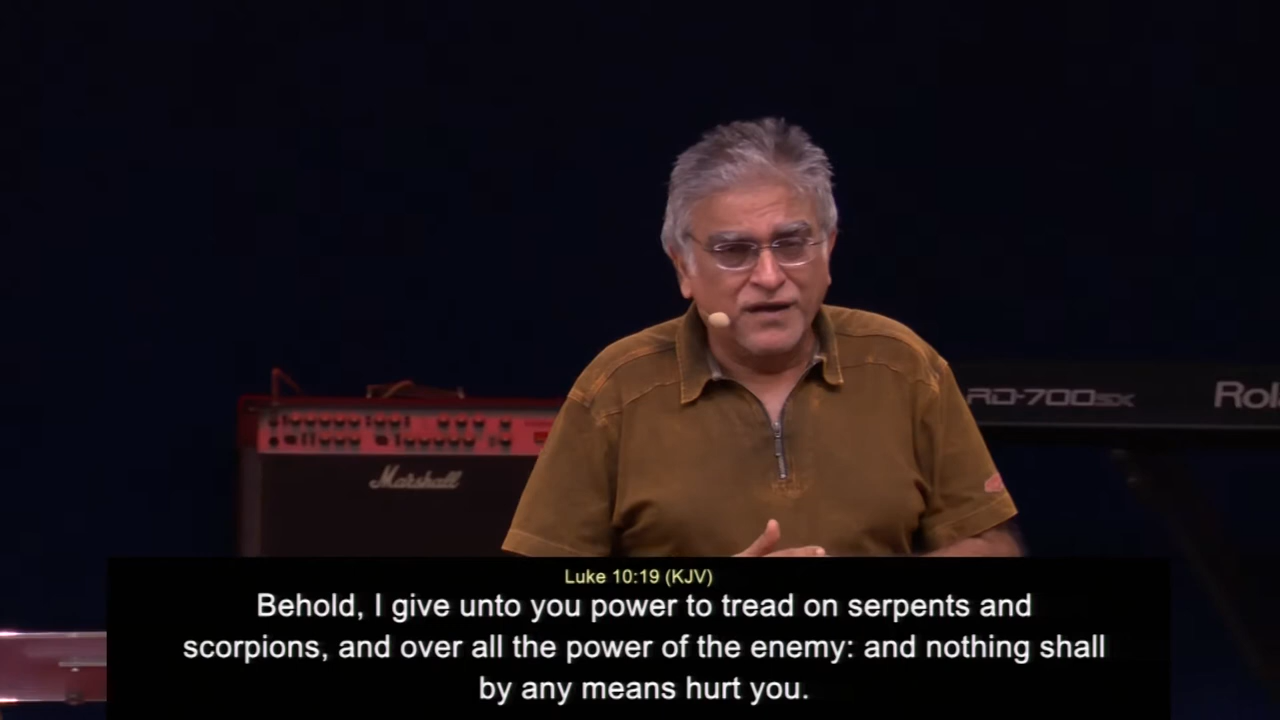 RD-700SX
Rol
Marshall
Luke 10:19 (KJV)
Behold, I give unto you power to tread on serpents and
scorpions, and over all the power of the enemy: and nothing shall
by any means hurt you.